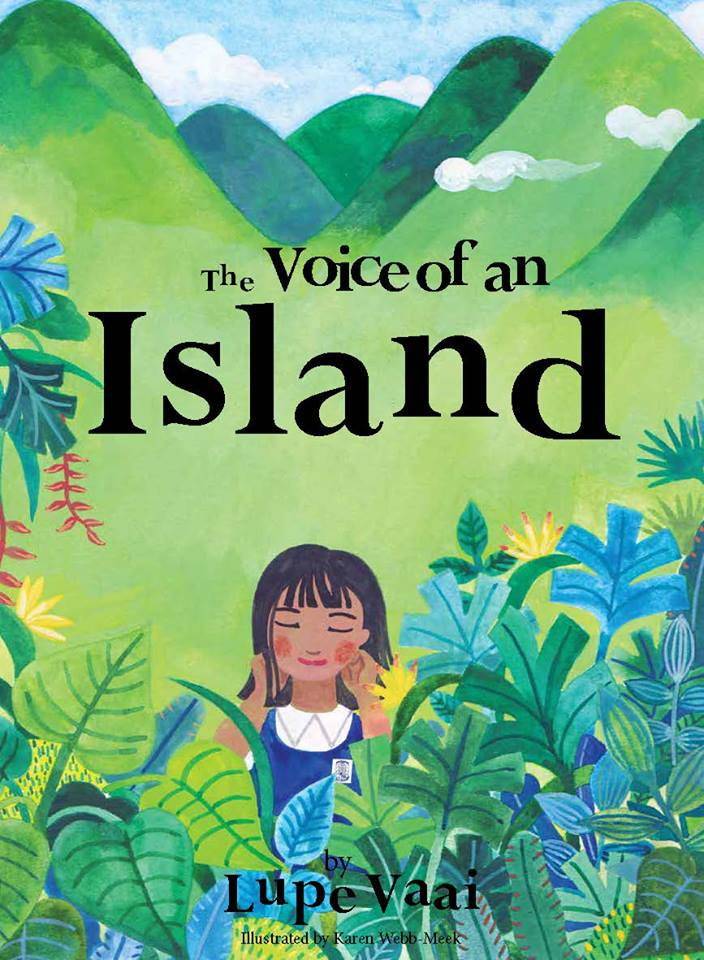 The Voice of an
Island
by
Lupe Vaai
Illustrated by Karen Webb-Meek